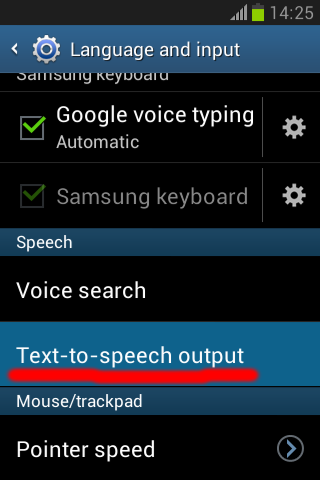 14:25
Language and input
Samsung keyboard
Google voice typing
Automatic
Samsung keyboard
Speech
Voice search
Text-to-speech output
Mouse/trackpad
Pointer speed